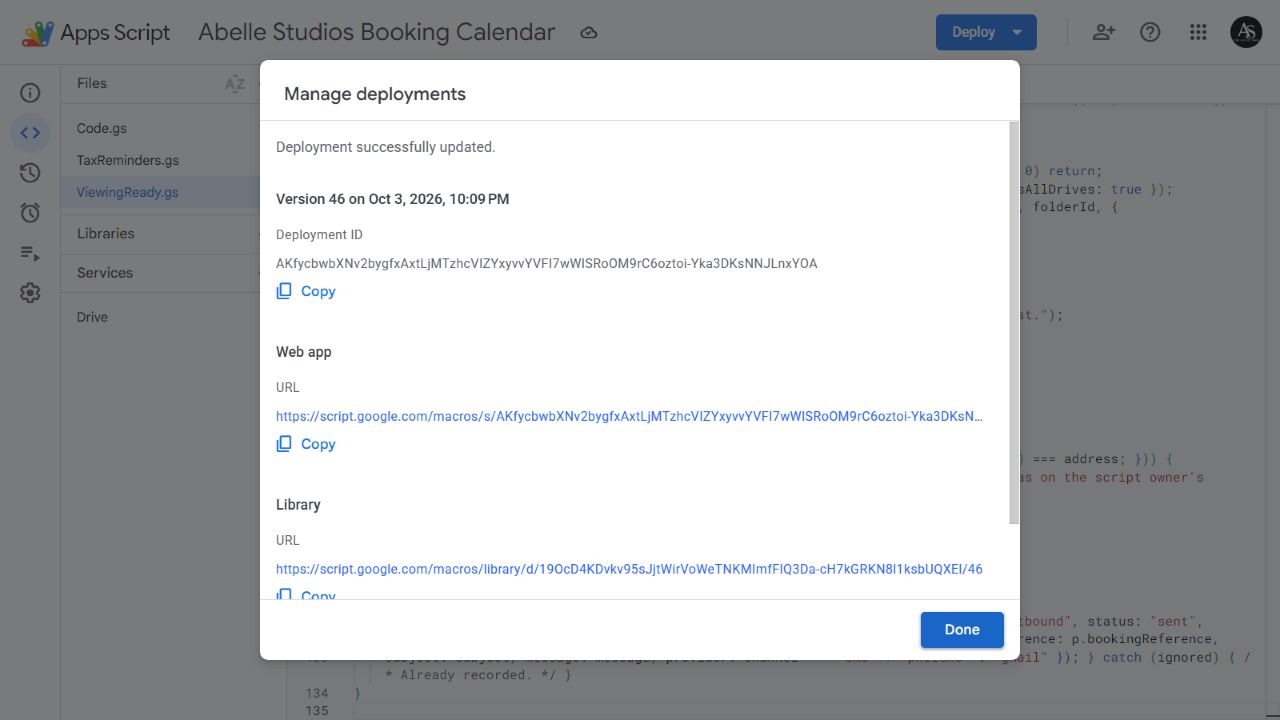 Apps Script
Abelle Studios Booking Calendar
Deploy
AS
Files
AZ
Code.gs
TaxReminders.gs
ViewingReady.gs
Libraries
Services
Drive
Manage deployments
Deployment successfully updated.
Version 46 on Oct 3, 2026, 10:09 PM
Deployment ID
AKfycbwbXNv2bygfxAxtLjMTzhcVIZYxyvvYVFI7wWISRoOM9rC6oztoi-Yka3DKsNNJLnxYOA
Copy
Web app
URL
https://script.google.com/macros/s/AKfycbwbXNv2bygfxAxtLjMTzhcVIZYxyvvYVFI7wWISRoOM9rC6oztoi-Yka3DKsN…
Copy
Library
URL
https://script.google.com/macros/library/d/19OcD4KDvkv95sJjtWirVoWeTNKMImfFIQ3Da-cH7kGRKN8I1ksbUQXEI/46
Copy
Done
0) return;
sAllDrives: true });
, folderId, {
st.");
) === address; })) {
as on the script owner's
tbound", status: "sent",
rence: p.bookingReference,
}); } catch (ignored) { /
* Already recorded. */ }
134 }
135